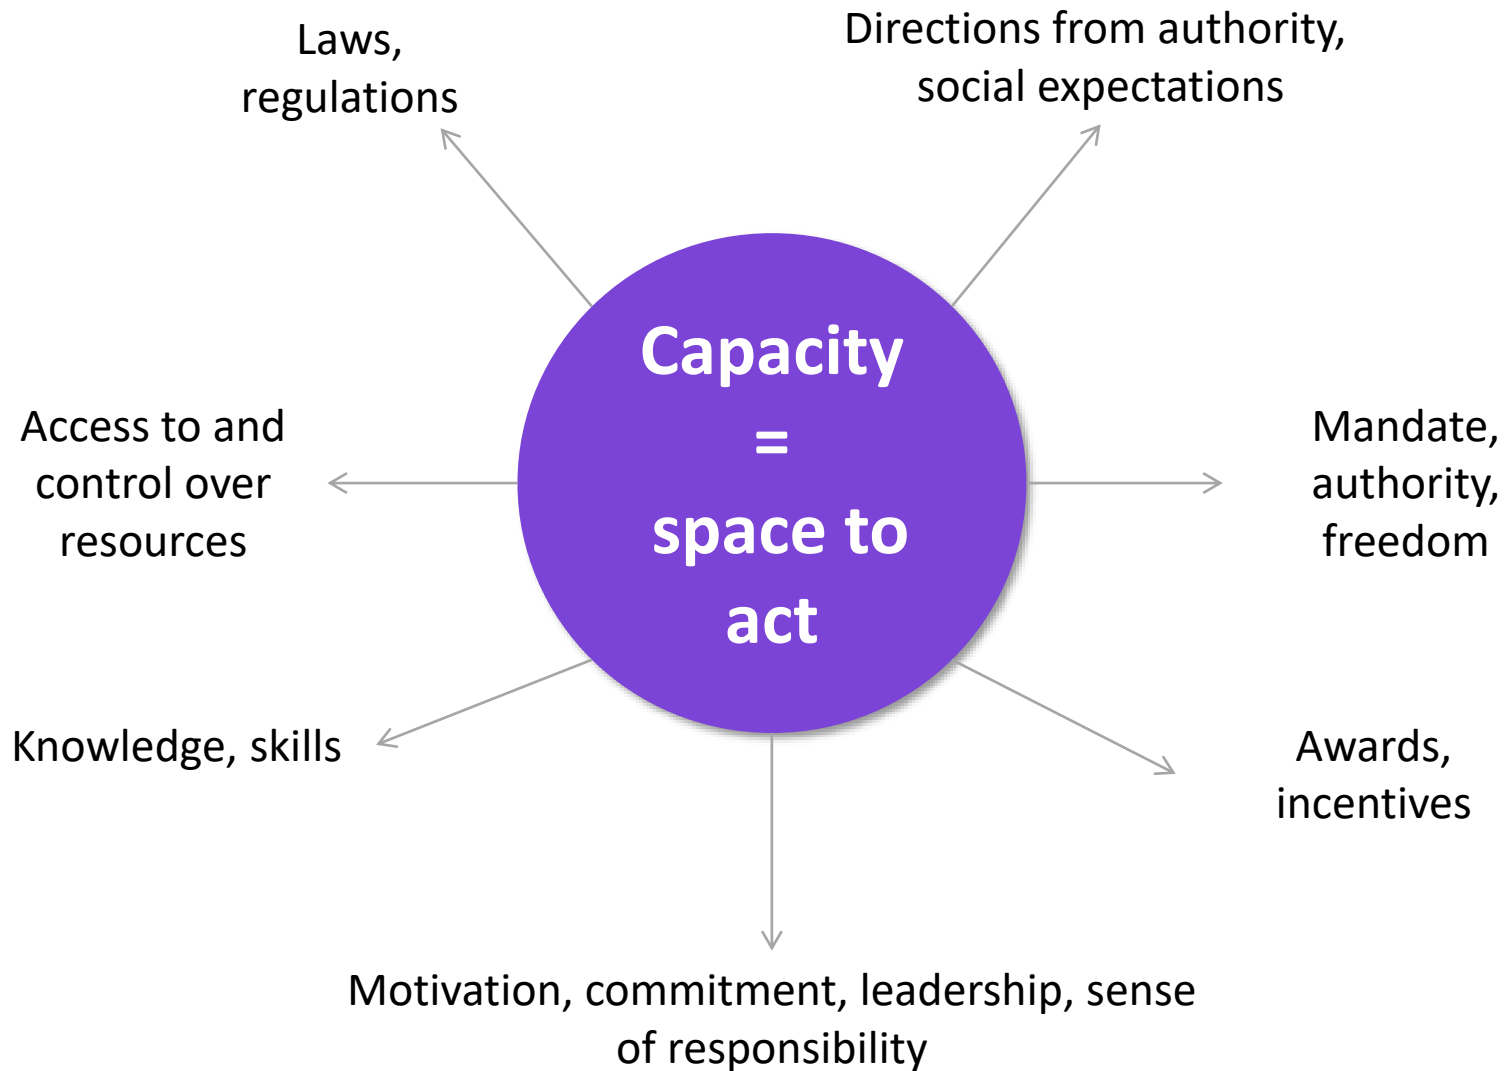 Laws,
regulations
Directions from authority,
social expectations
Capacity
=
space to
act
Access to and
control over
resources
Mandate,
authority,
freedom
Knowledge, skills
Awards,
incentives
Motivation, commitment, leadership, sense
of responsibility